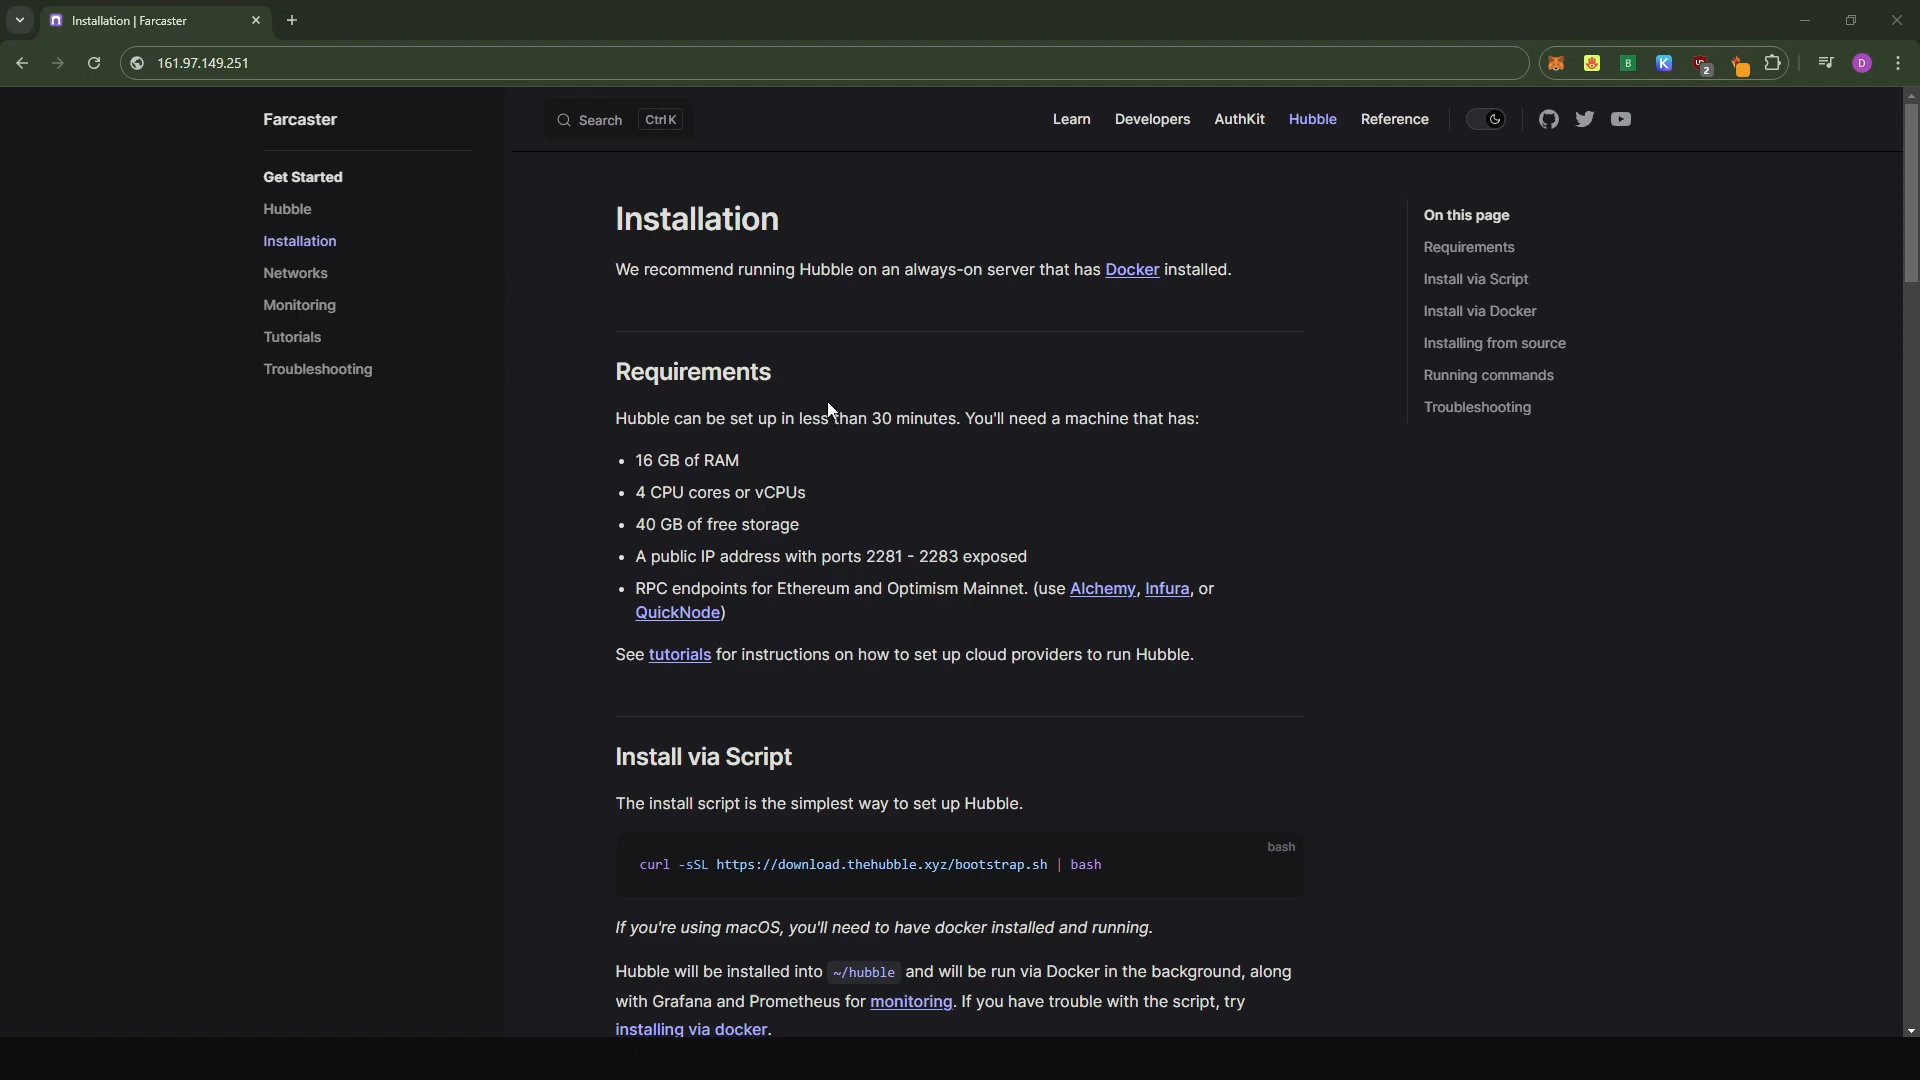 Installation | Farcaster
161.97.149.251
B
K
2
D
Farcaster
Search Ctrl K
Learn Developers AuthKit Hubble Reference
Get Started
Hubble
Installation
Networks
Monitoring
Tutorials
Troubleshooting
Installation
We recommend running Hubble on an always-on server that has Docker installed.
Requirements
Hubble can be set up in less than 30 minutes. You'll need a machine that has:
• 16 GB of RAM
• 4 CPU cores or vCPUs
• 40 GB of free storage
• A public IP address with ports 2281 - 2283 exposed
• RPC endpoints for Ethereum and Optimism Mainnet. (use Alchemy, Infura, or
QuickNode)
See tutorials for instructions on how to set up cloud providers to run Hubble.
Install via Script
The install script is the simplest way to set up Hubble.
bash
curl -sSL https://download.thehubble.xyz/bootstrap.sh | bash
If you're using macOS, you'll need to have docker installed and running.
Hubble will be installed into ~/hubble and will be run via Docker in the background, along
with Grafana and Prometheus for monitoring. If you have trouble with the script, try
installing via docker.
On this page
Requirements
Install via Script
Install via Docker
Installing from source
Running commands
Troubleshooting